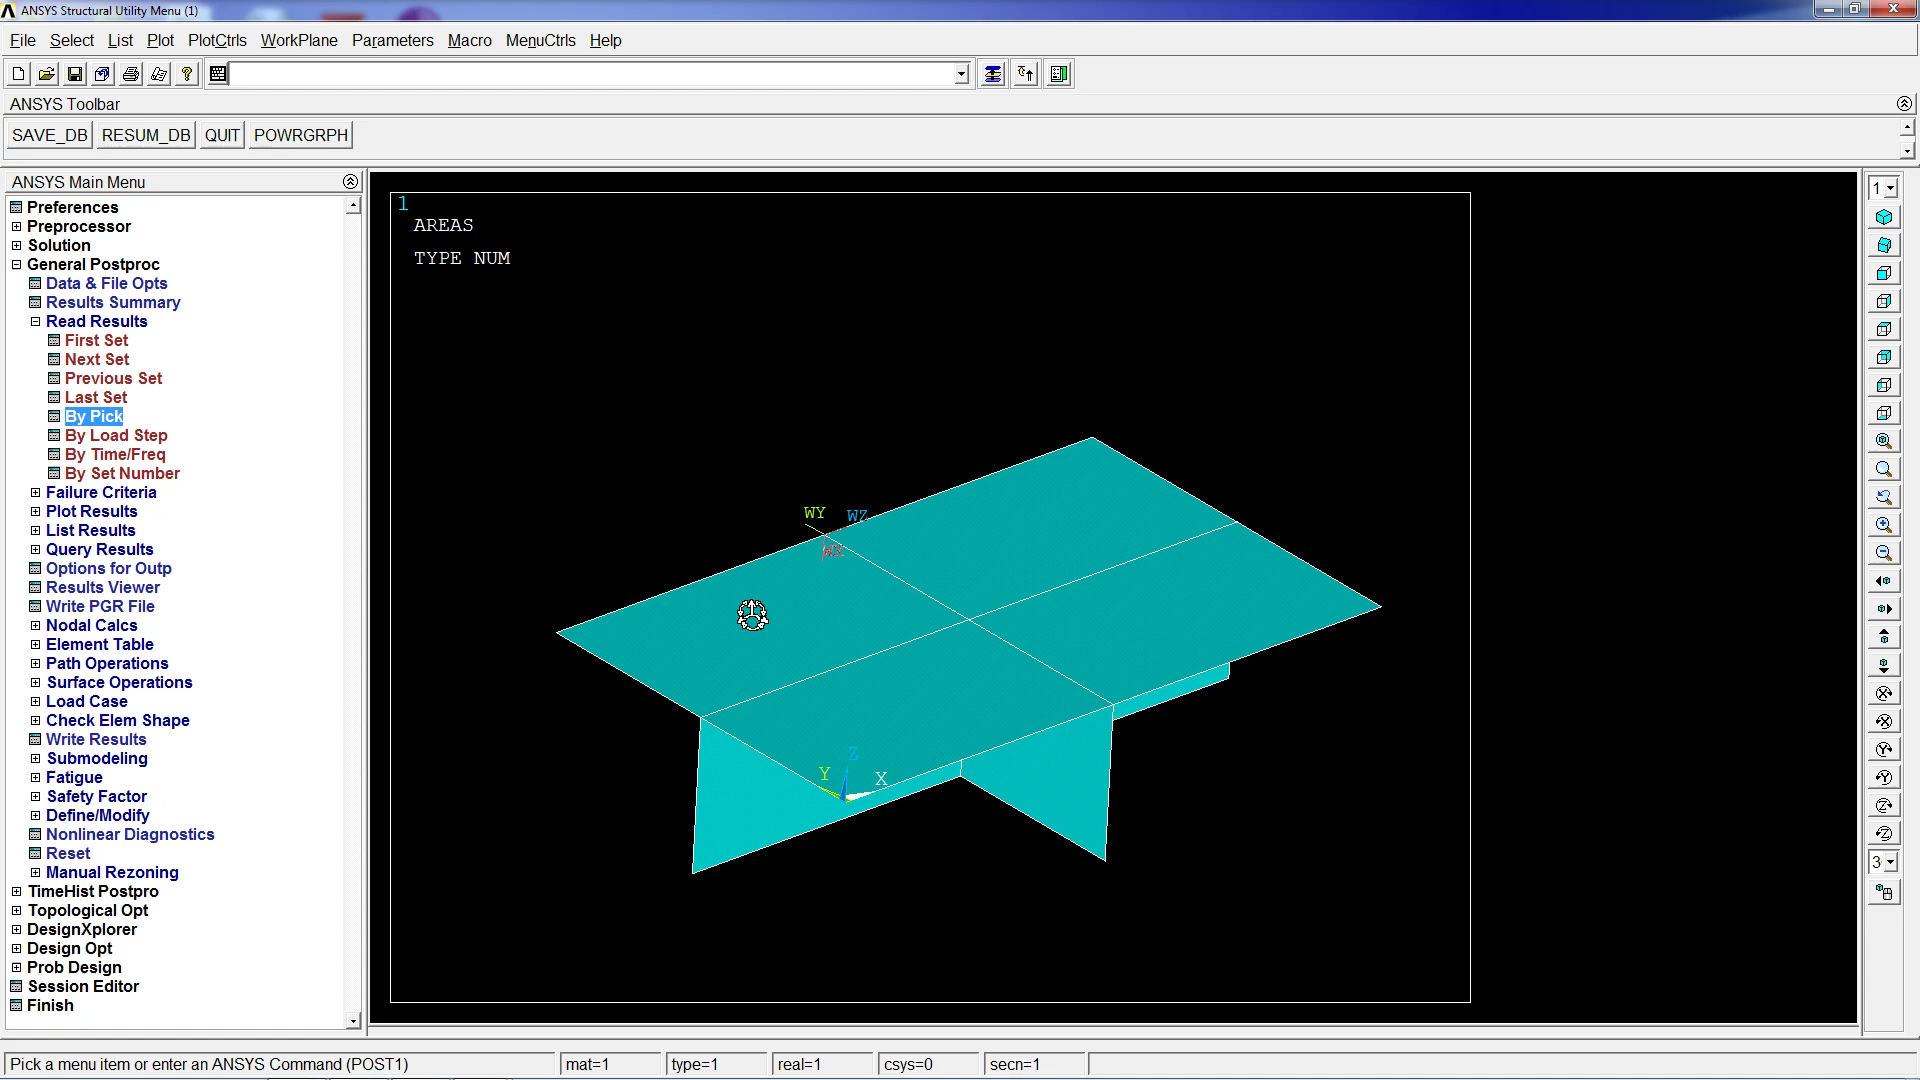 ANSYS Structural Utility Menu (1)
File Select List Plot PlotCtrls WorkPlane Parameters Macro MenuCtrls Help
ANSYS Toolbar
SAVE_DB RESUM_DB QUIT POWRGRPH
ANSYS Main Menu
Preferences
Preprocessor
Solution
General Postproc
Data & File Opts
Results Summary
Read Results
First Set
Next Set
Previous Set
Last Set
By Pick
By Load Step
By Time/Freq
By Set Number
Failure Criteria
Plot Results
List Results
Query Results
Options for Outp
Results Viewer
Write PGR File
Nodal Calcs
Element Table
Path Operations
Surface Operations
Load Case
Check Elem Shape
Write Results
Submodeling
Fatigue
Safety Factor
Define/Modify
Nonlinear Diagnostics
Reset
Manual Rezoning
TimeHist Postpro
Topological Opt
DesignXplorer
Design Opt
Prob Design
Session Editor
Finish
1
AREAS
TYPE NUM
WY WZ
WX
Z
Y X
1
3
Pick a menu item or enter an ANSYS Command (POST1) mat=1 type=1 real=1 csys=0 secn=1